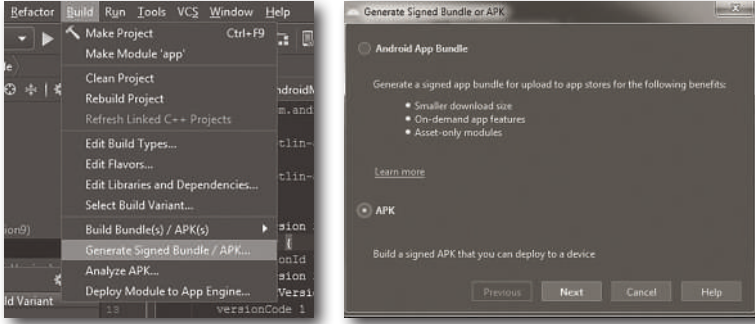 Refactor Build Run Tools VCS Window Help
Make Project Ctrl+F9
Make Module 'app'
Clean Project
Rebuild Project
Refresh Linked C++ Projects
Edit Build Types...
Edit Flavors...
Edit Libraries and Dependencies...
Select Build Variant...
Build Bundle(s) / APK(s)
Generate Signed Bundle / APK...
Analyze APK...
Deploy Module to App Engine...
ld Variant
13 versionCode 1
Generate Signed Bundle or APK
Android App Bundle
Generate a signed app bundle for upload to app stores for the following benefits:
• Smaller download size
• On-demand app features
• Asset-only modules
Learn more
APK
Build a signed APK that you can deploy to a device
Previous Next Cancel Help